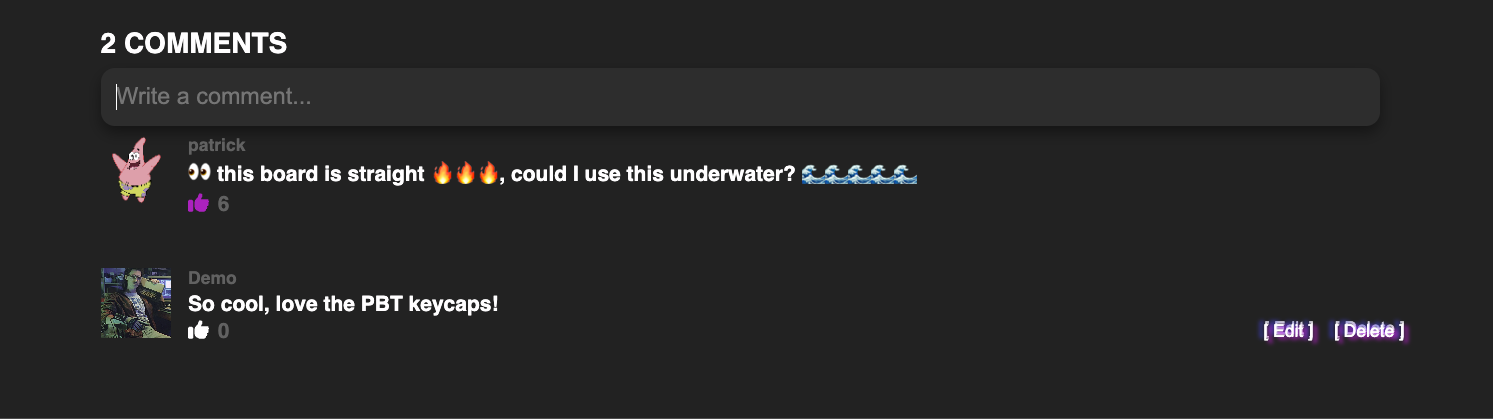 2 COMMENTS
Write a comment...
patrick
👀 this board is straight 🔥🔥🔥, could I use this underwater? 🌊🌊🌊🌊🌊
6
Demo
So cool, love the PBT keycaps!
0
[ Edit ] [ Delete ]